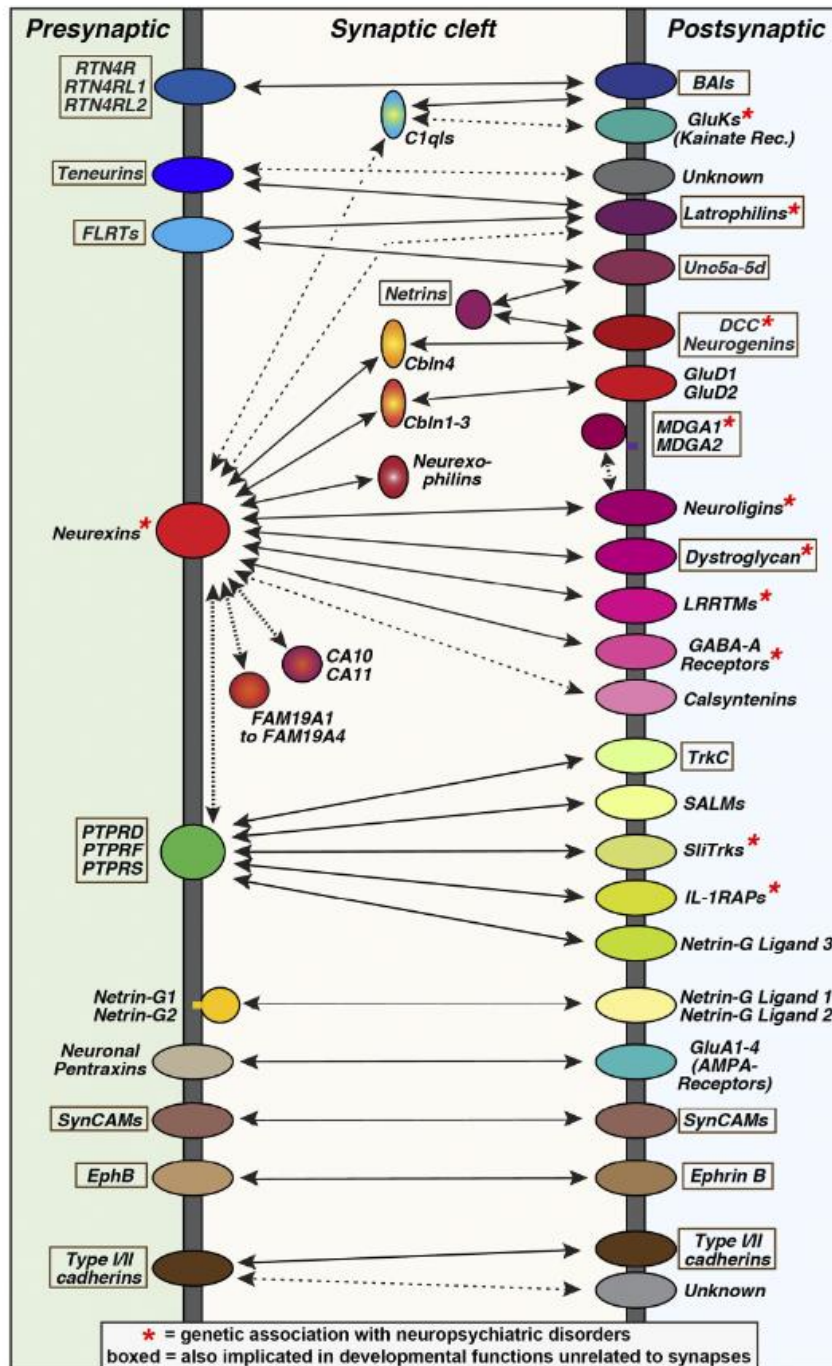 Presynaptic
Synaptic cleft
Postsynaptic
RTN4R
RTN4RL1
RTN4RL2
BAIs
C1qls
GluKs*
(Kainate Rec.)
Teneurins
Unknown
Latrophilins*
FLRTs
Unc5a-5d
Netrins
DCC*
Neurogenins
Cbln4
GluD1
GluD2
Cbln1-3
MDGA1*
MDGA2
Neurexo-
philins
Neuroligins*
Neurexins*
Dystroglycan*
LRRTMs*
CA10
CA11
GABA-A
Receptors*
FAM19A1
to FAM19A4
Calsyntenins
TrkC
SALMs
PTPRD
PTPRF
PTPRS
SliTrks*
IL-1RAPs*
Netrin-G Ligand 3
Netrin-G1
Netrin-G2
Netrin-G Ligand 1
Netrin-G Ligand 2
Neuronal
Pentraxins
GluA1-4
(AMPA-
Receptors)
SynCAMs
SynCAMs
EphB
Ephrin B
Type I/II
cadherins
Type I/II
cadherins
Unknown
* = genetic association with neuropsychiatric disorders
boxed = also implicated in developmental functions unrelated to synapses